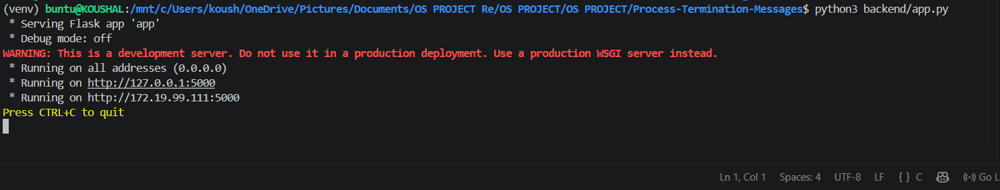 (venv) buntu@KOUSHAL:/mnt/c/Users/koush/OneDrive/Pictures/Documents/OS PROJECT Re/OS PROJECT/OS PROJECT/Process-Termination-Messages$ python3 backend/app.py
 * Serving Flask app 'app'
 * Debug mode: off
WARNING: This is a development server. Do not use it in a production deployment. Use a production WSGI server instead.
 * Running on all addresses (0.0.0.0)
 * Running on http://127.0.0.1:5000
 * Running on http://172.19.99.111:5000
Press CTRL+C to quit
Ln 1, Col 1 Spaces: 4 UTF-8 LF { } C Go L